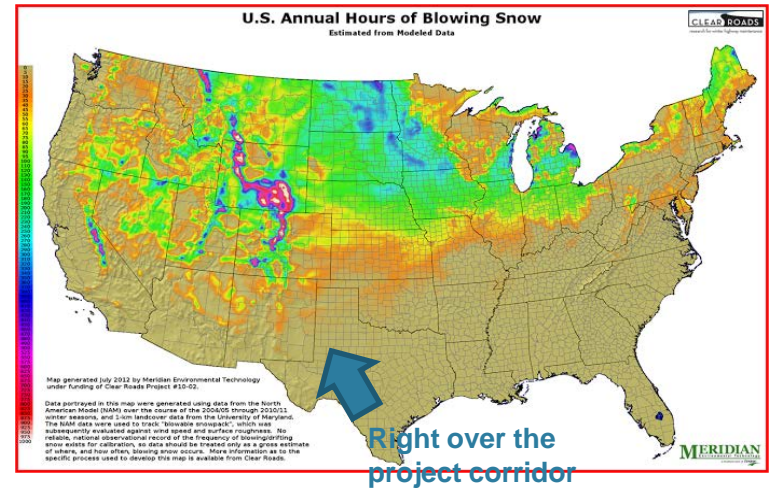 U.S. Annual Hours of Blowing Snow
Estimated from Modeled Data
CLEAR ROADS
research for winter highway maintenance
Map generated July 2012 by Meridian Environmental Technology
under funding of Clear Roads Project #10-02.
Data portrayed in this map were generated using data from the North
American Model (NAM) over the course of the 2004/05 through 2010/11
winter seasons, and 1-km landcover data from the University of Maryland.
The NAM data were used to track "blowable snowpack", which was
subsequently evaluated against wind speed and surface roughness. No
reliable, national observational record of the frequency of blowing/drifting
snow exists for calibration, so data should be treated only as a gross estimate
of where, and how often, blowing snow occurs. More information as to the
specific process used to develop this map is available from Clear Roads.
Right over the
project corridor
MERIDIAN
Environmental Technology